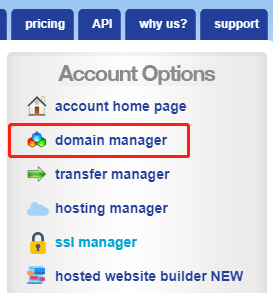 pricing API why us? support
Account Options
account home page
domain manager
transfer manager
hosting manager
ssl manager
hosted website builder NEW